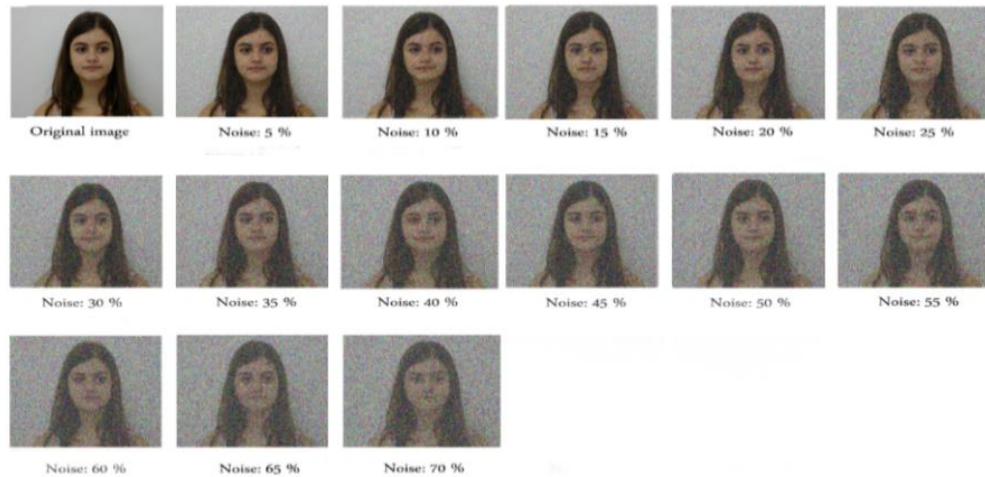 Original image
Noise: 5 %
Noise: 10 %
Noise: 15 %
Noise: 20 %
Noise: 25 %
Noise: 30 %
Noise: 35 %
Noise: 40 %
Noise: 45 %
Noise: 50 %
Noise: 55 %
Noise: 60 %
Noise: 65 %
Noise: 70 %